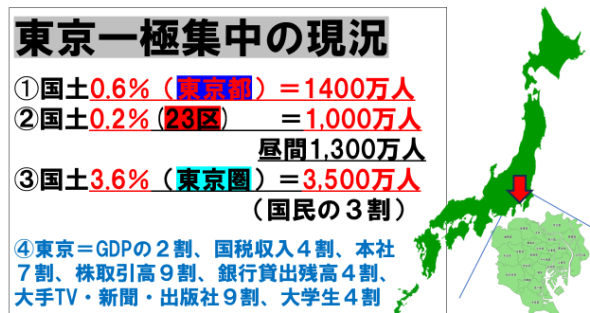 東京一極集中の現況
①国土0.6%（東京都）＝1400万人
②国土0.2%(23区)　　＝1,000万人
昼間1,300万人
③国土3.6%（東京圏）＝3,500万人
（国民の３割）
④東京＝GDPの２割、国税収入４割、本社
７割、株取引高９割、銀行貸出残高４割、
大手TV・新聞・出版社９割、大学生４割